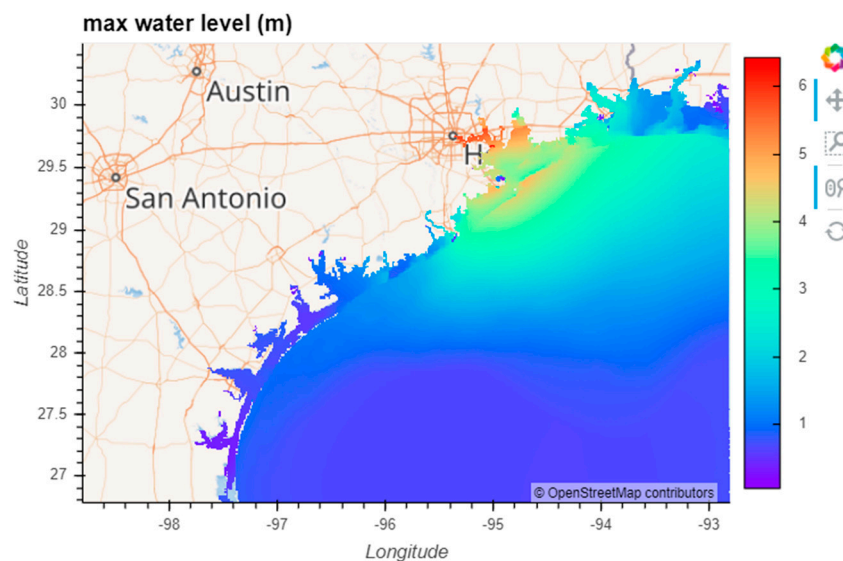 max water level (m)
Austin
San Antonio
H
Latitude
30
29.5
29
28.5
28
27.5
27
-98
-97
-96
-95
-94
-93
Longitude
6
5
4
3
2
1
© OpenStreetMap contributors